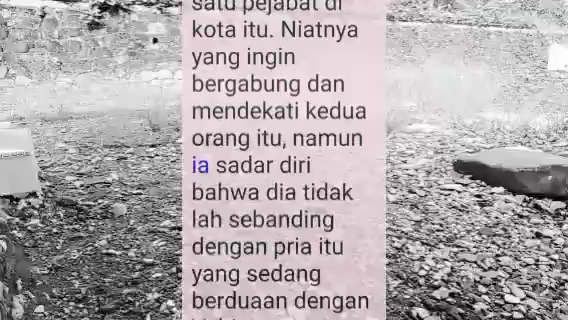 satu pejabat di
kota itu. Niatnya
yang ingin
bergabung dan
mendekati kedua
orang itu, namun
ia sadar diri
bahwa dia tidak
lah sebanding
dengan pria itu
yang sedang
berduaan dengan